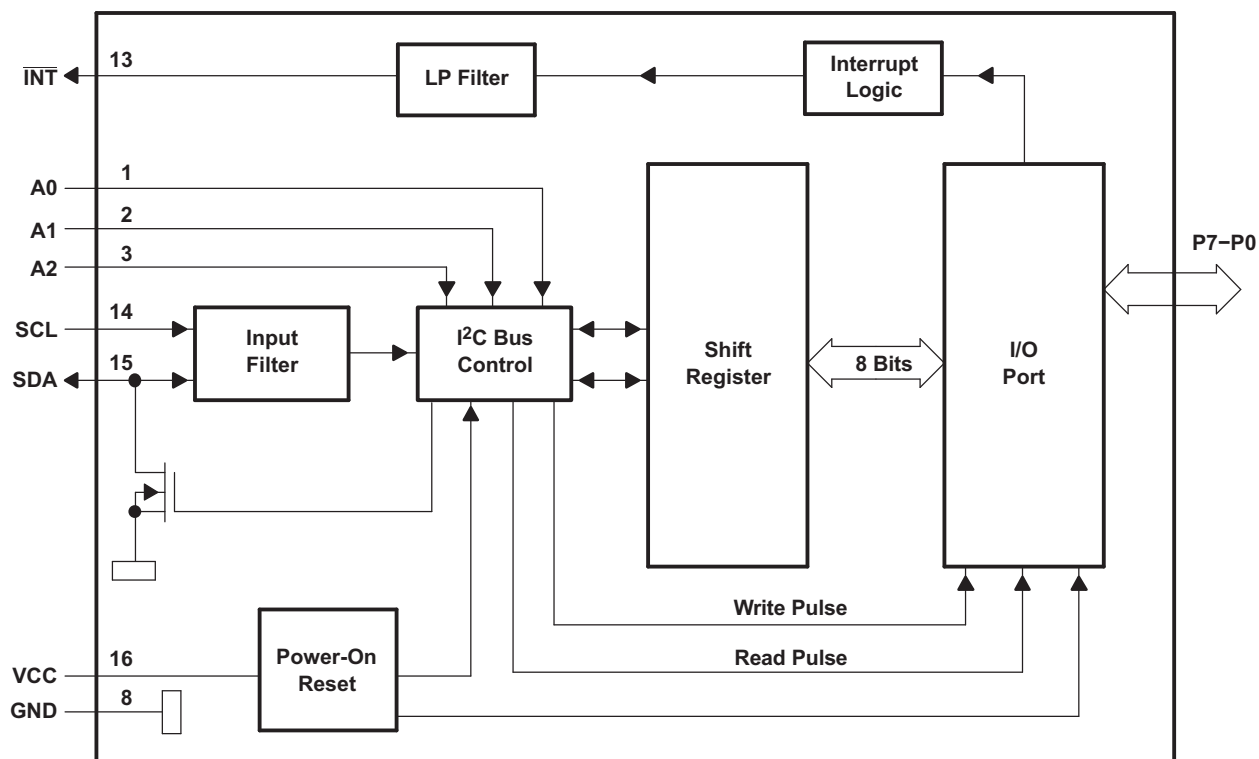 INT
13
LP Filter
Interrupt
Logic
A0
1
A1
2
A2
3
P7–P0
SCL
14
Input
Filter
I²C Bus
Control
Shift
Register
8 Bits
I/O
Port
SDA
15
Write Pulse
Read Pulse
VCC
16
Power-On
Reset
GND
8